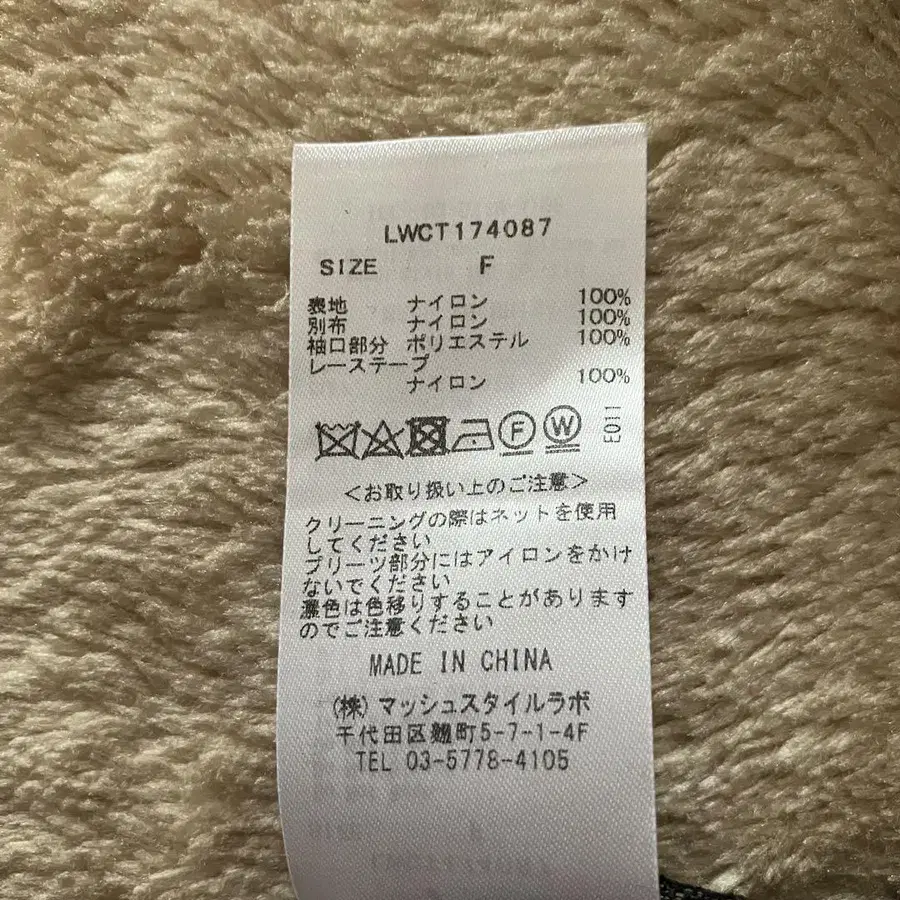 LWCT174087
SIZE F
表地 ナイロン 100%
別布 ナイロン 100%
袖口部分 ポリエステル 100%
レーステープ
ナイロン 100%
F W E011
<お取り扱い上のご注意>
クリーニングの際はネットを使用
してください
プリーツ部分にはアイロンをかけ
ないでください
濃色は色移りすることがあります
のでご注意ください
MADE IN CHINA
(株)マッシュスタイルラボ
千代田区麹町5-7-1-4F
TEL 03-5778-4105